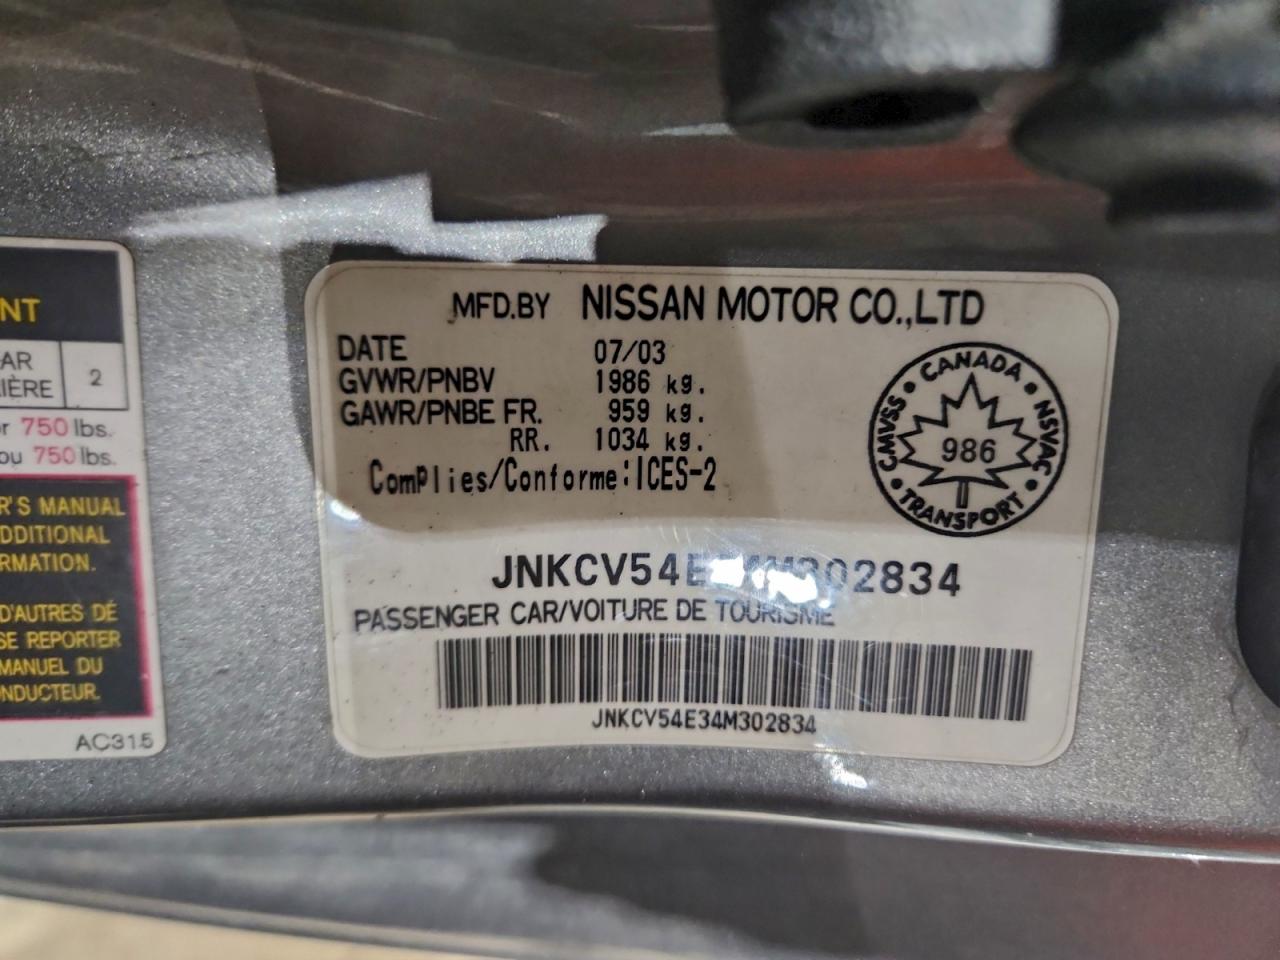 NT
AR
IÈRE
2
r 750 lbs.
ou 750 lbs.
R'S MANUAL
DDITIONAL
RMATION.
D'AUTRES DÉ
SE REPORTER
MANUEL DU
NDUCTEUR.
AC315
MFD.BY NISSAN MOTOR CO.,LTD
DATE 07/03
GVWR/PNBV 1986 kg.
GAWR/PNBE FR. 959 kg.
RR. 1034 kg.
Complies/Conforme:ICES-2
CANADA
CMVSS
986
NSVAC
TRANSPORT
JNKCV54E34M302834
PASSENGER CAR/VOITURE DE TOURISME
JNKCV54E34M302834